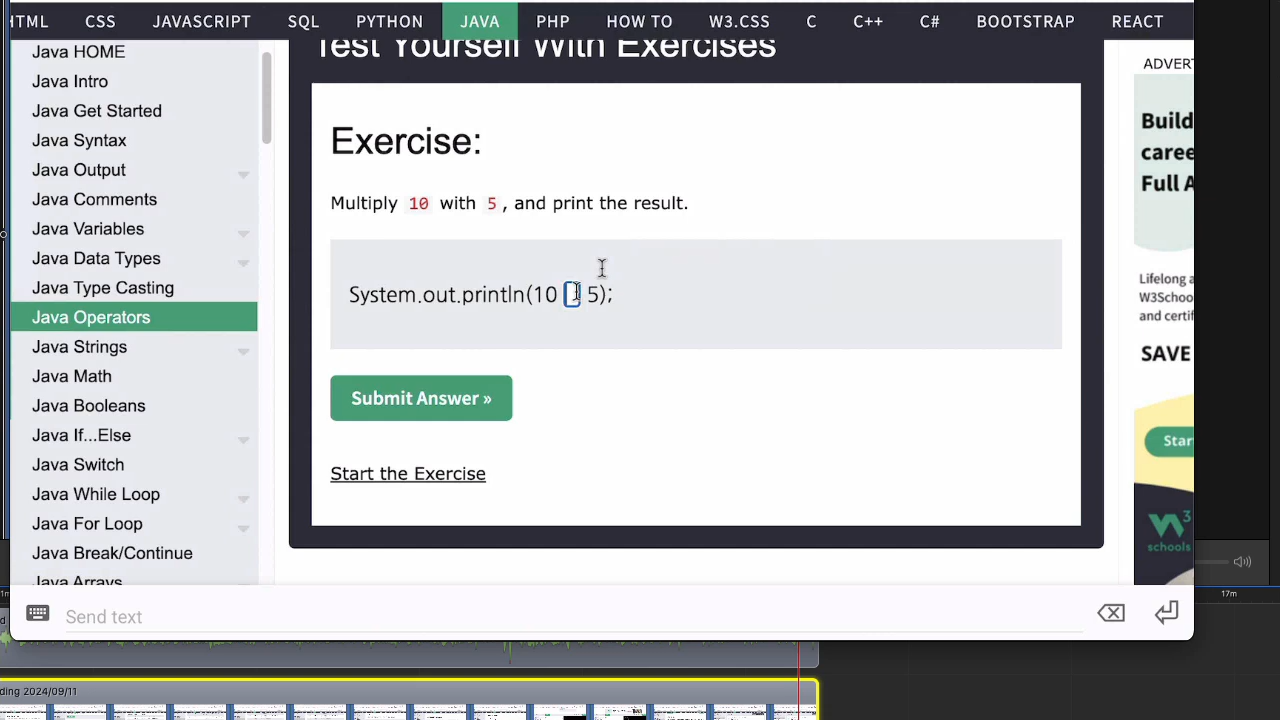 HTML CSS JAVASCRIPT SQL PYTHON JAVA PHP HOW TO W3.CSS C C++ C# BOOTSTRAP REACT
Java HOME
Java Intro
Java Get Started
Java Syntax
Java Output
Java Comments
Java Variables
Java Data Types
Java Type Casting
Java Operators
Java Strings
Java Math
Java Booleans
Java If...Else
Java Switch
Java While Loop
Java For Loop
Java Break/Continue
Java Arrays
Test Yourself With Exercises
Exercise:
Multiply 10 with 5, and print the result.
System.out.println(10 5);
Submit Answer »
Start the Exercise
ADVERT
Build
caree
Full A
Lifelong a
W3Schoo
and certif
SAVE
Star
W3
schools
Send text
1m
17m
ding 2024/09/11